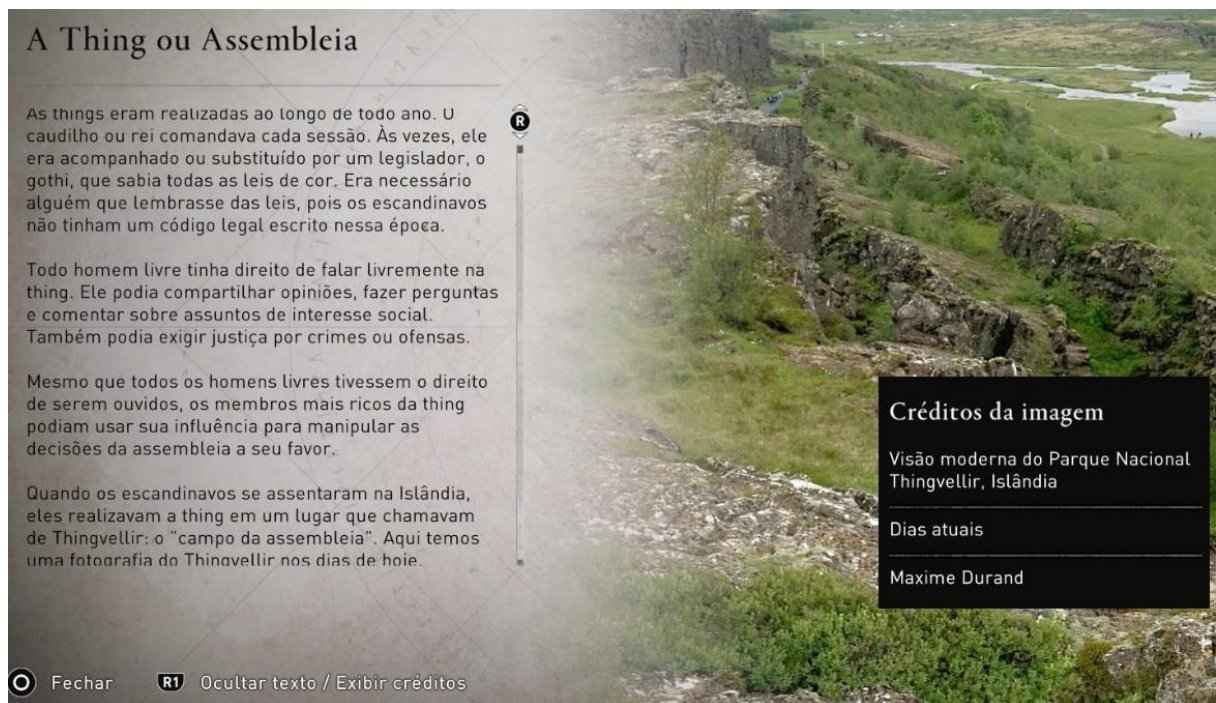 A Thing ou Assembleia
As things eram realizadas ao longo de todo ano. O
caudilho ou rei comandava cada sessão. Às vezes, ele
era acompanhado ou substituído por um legislador, o
gothi, que sabia todas as leis de cor. Era necessário
alguém que lembrasse das leis, pois os escandinavos
não tinham um código legal escrito nessa época.
Todo homem livre tinha direito de falar livremente na
thing. Ele podia compartilhar opiniões, fazer perguntas
e comentar sobre assuntos de interesse social.
Também podia exigir justiça por crimes ou ofensas.
Mesmo que todos os homens livres tivessem o direito
de serem ouvidos, os membros mais ricos da thing
podiam usar sua influência para manipular as
decisões da assembleia a seu favor.
Quando os escandinavos se assentaram na Islândia,
eles realizavam a thing em um lugar que chamavam
de Thingvellir: o "campo da assembleia". Aqui temos
uma fotografia do Thingvellir nos dias de hoje.
R
Créditos da imagem
Visão moderna do Parque Nacional
Thingvellir, Islândia
Dias atuais
Maxime Durand
Fechar
R1 Ocultar texto / Exibir créditos